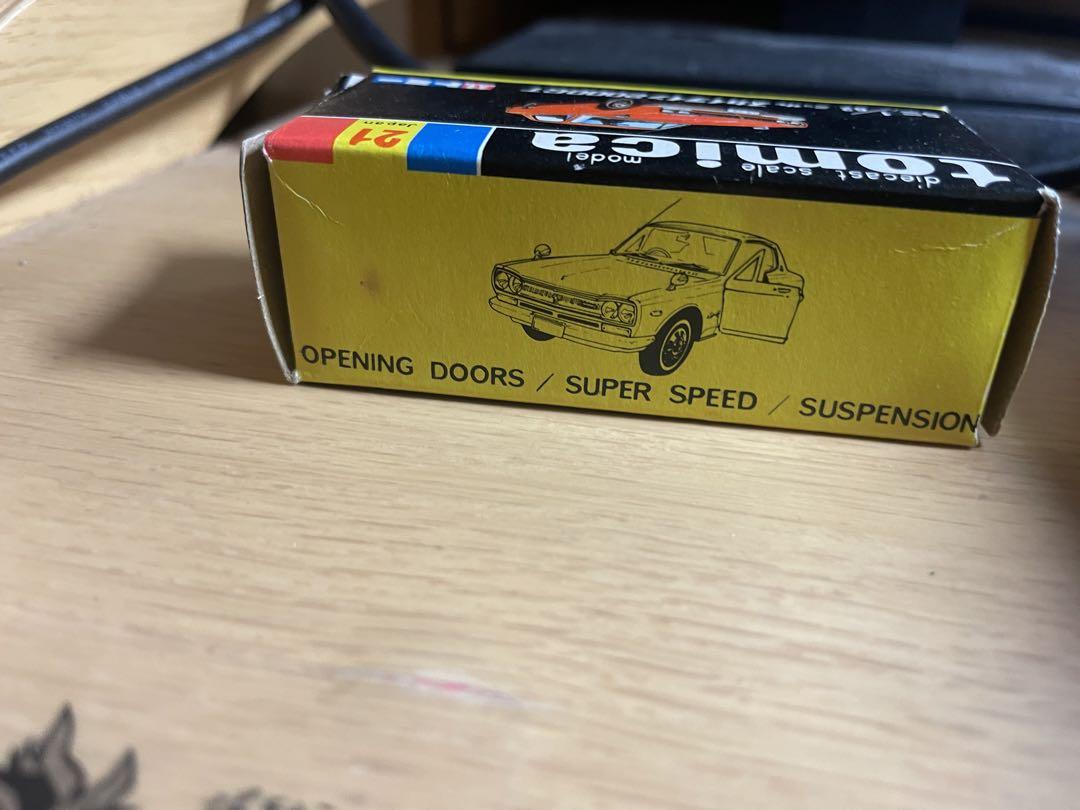 21
Japan
tomica
diecast scale model
OPENING DOORS / SUPER SPEED / SUSPENSION